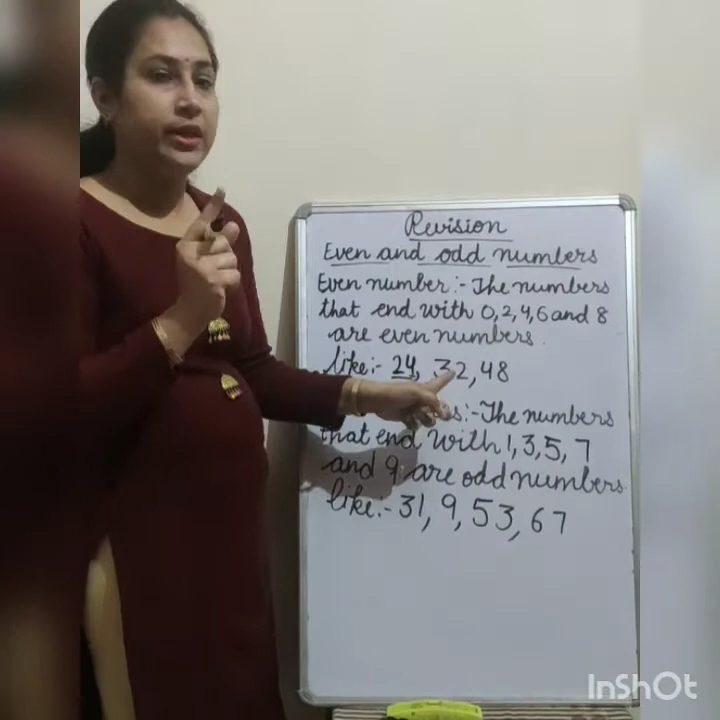 Revision
Even and odd numbers
Even number:- The numbers
that end with 0, 2, 4, 6 and 8
are even numbers.
like:- 24, 32, 48
:- The numbers
that end with 1, 3, 5, 7
and 9 are odd numbers.
like:- 31, 9, 53, 67
InShOt